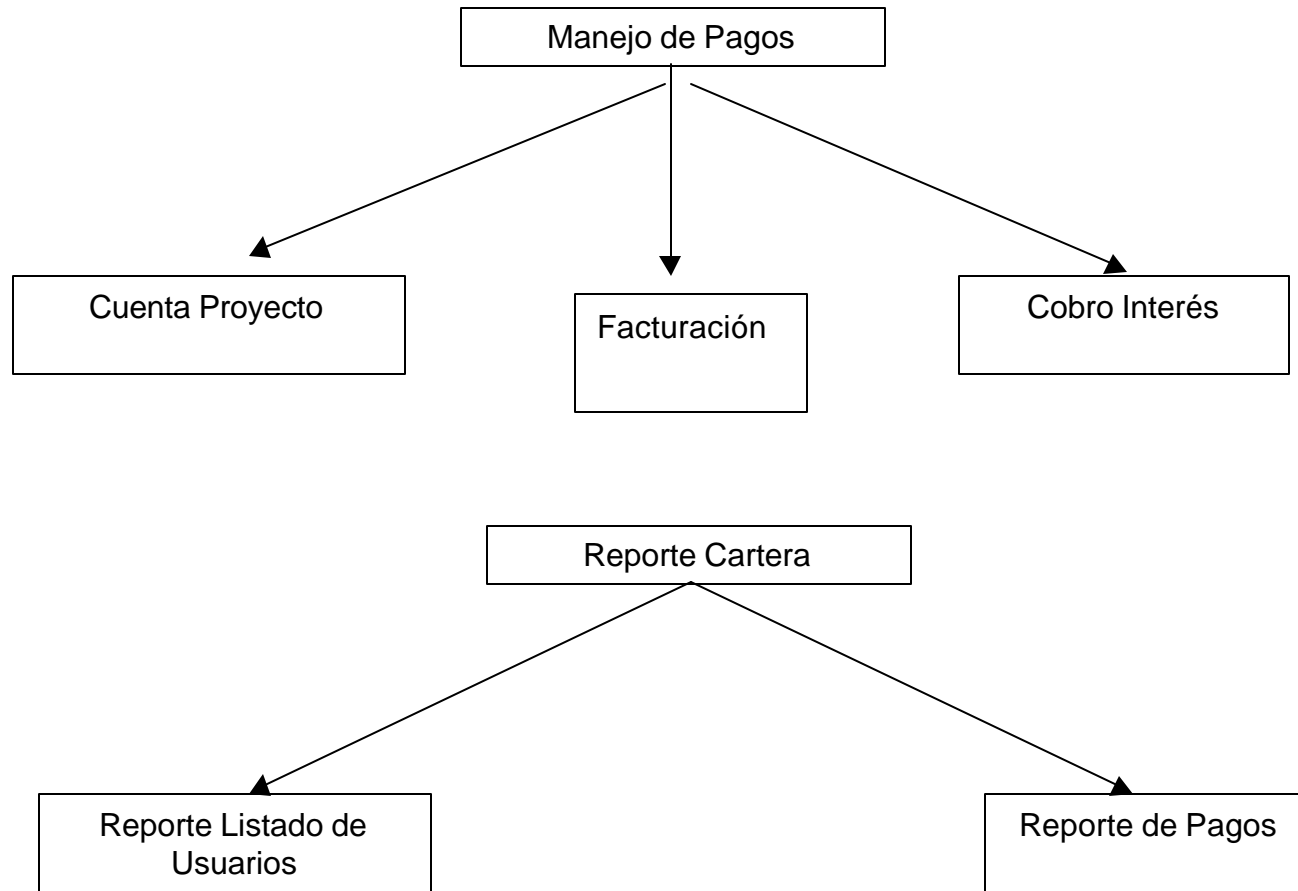 Manejo de Pagos
Cuenta Proyecto
Facturación
Cobro Interés
Reporte Cartera
Reporte Listado de
Usuarios
Reporte de Pagos